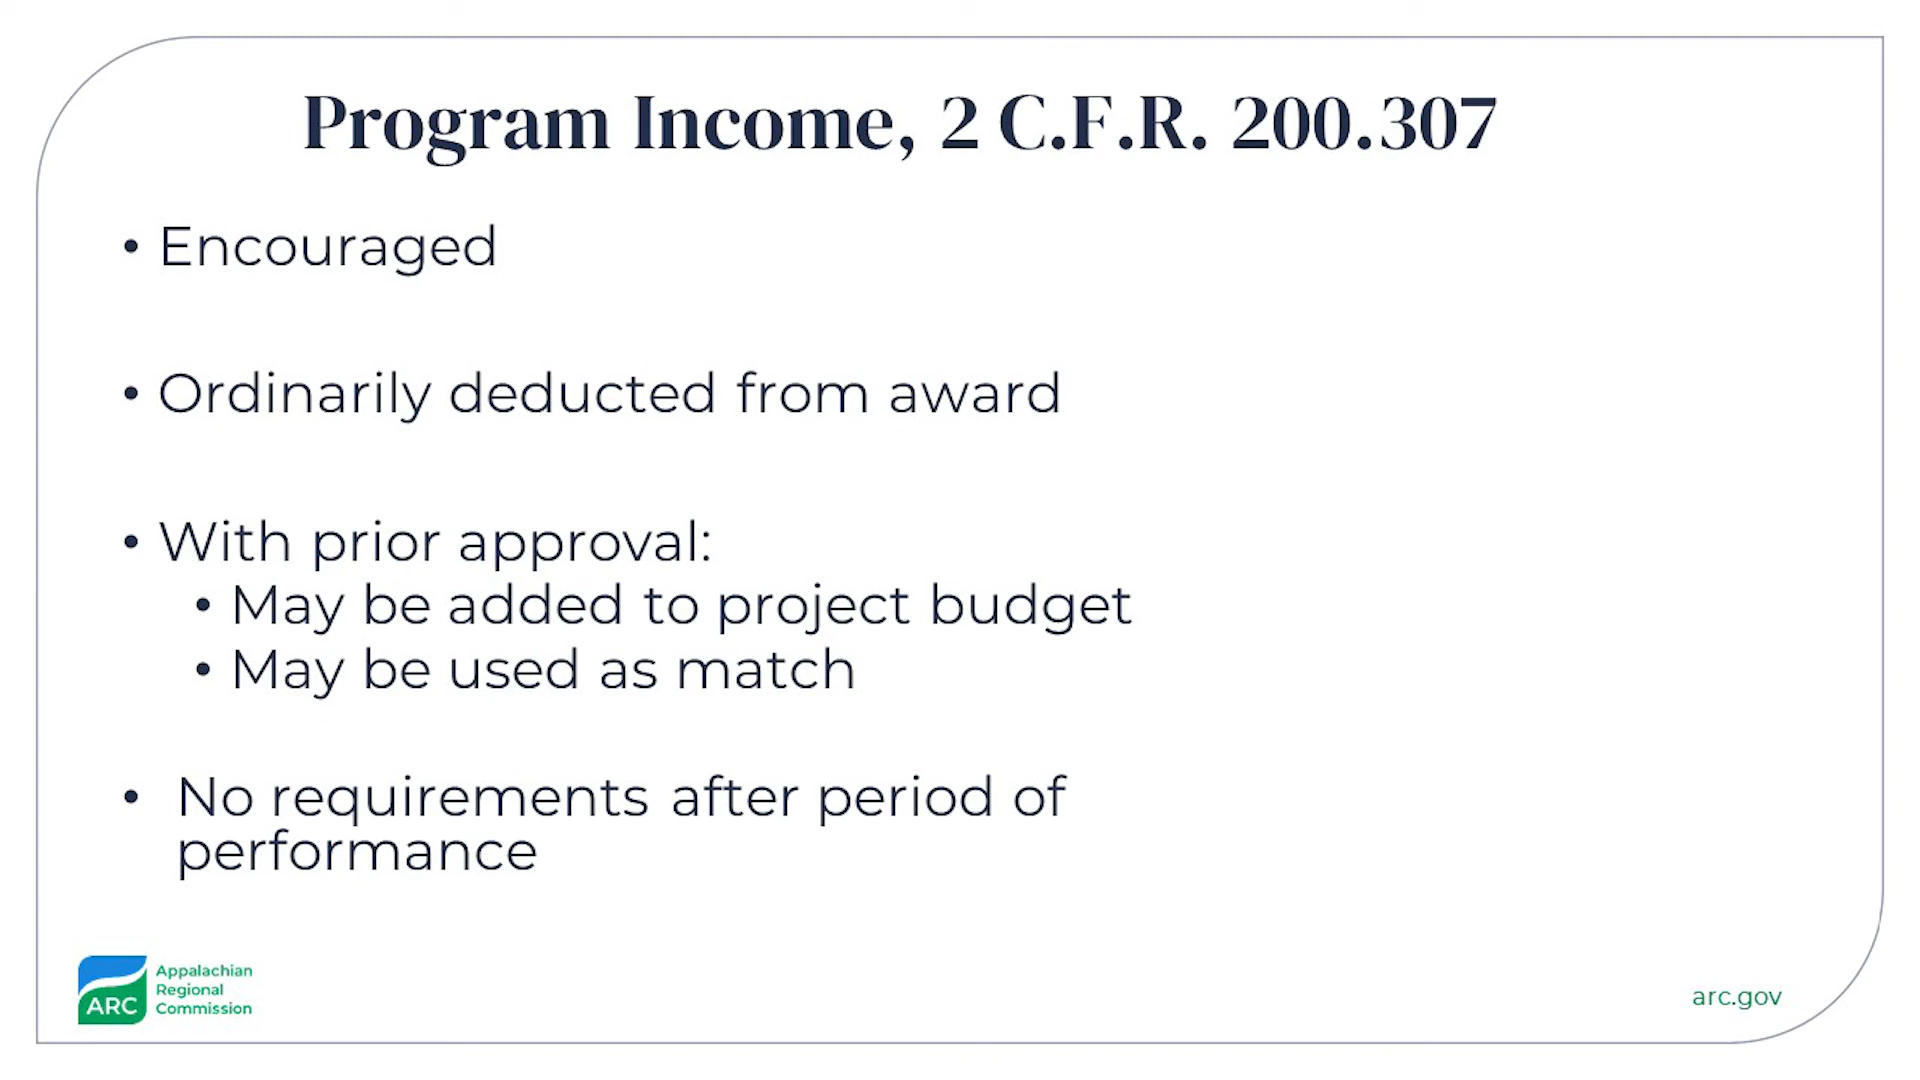 Program Income, 2 C.F.R. 200.307
• Encouraged
• Ordinarily deducted from award
• With prior approval:
• May be added to project budget
• May be used as match
• No requirements after period of
performance
ARC
Appalachian
Regional
Commission
arc.gov